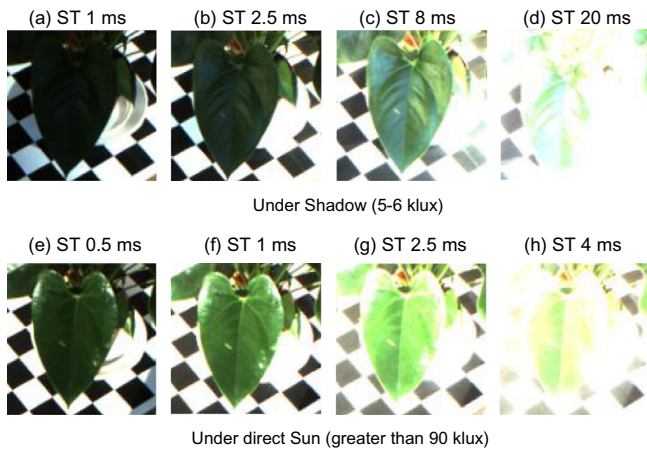 (a) ST 1 ms (b) ST 2.5 ms (c) ST 8 ms (d) ST 20 ms
Under Shadow (5-6 klux)
(e) ST 0.5 ms (f) ST 1 ms (g) ST 2.5 ms (h) ST 4 ms
Under direct Sun (greater than 90 klux)